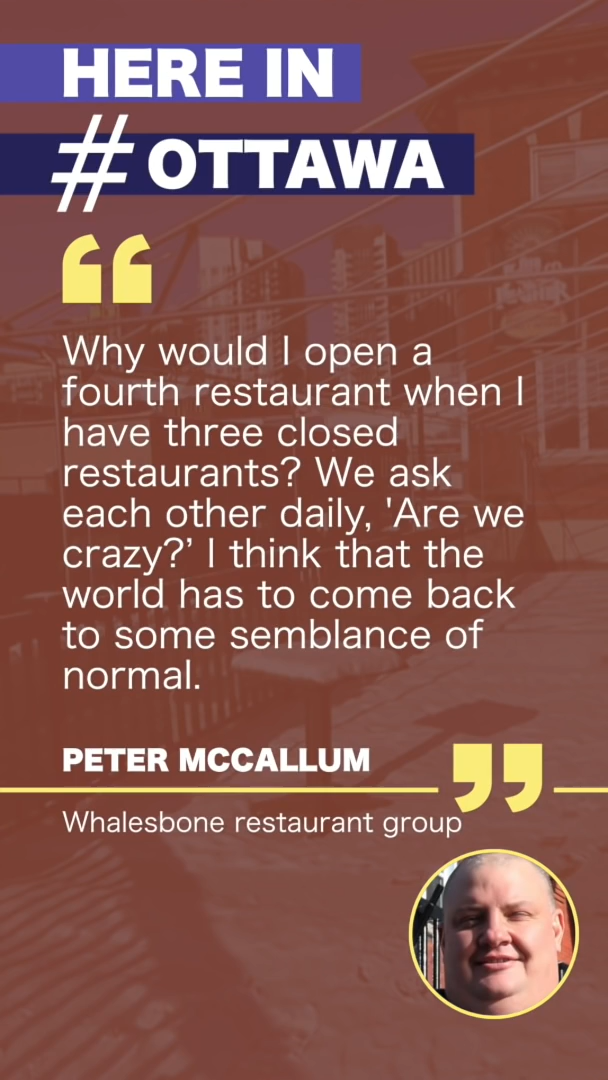 HERE IN
#OTTAWA
“
Why would I open a
fourth restaurant when I
have three closed
restaurants? We ask
each other daily, 'Are we
crazy?’ I think that the
world has to come back
to some semblance of
normal.
PETER MCCALLUM
”
Whalesbone restaurant group